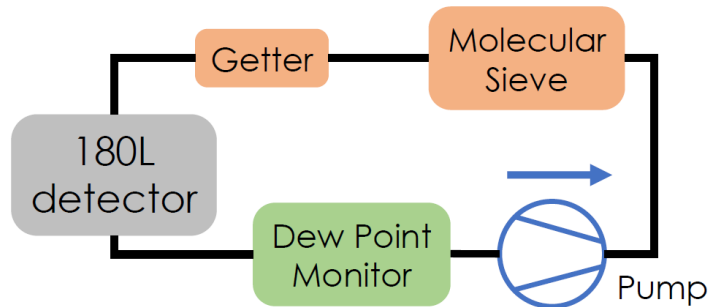 Getter
Molecular
Sieve
180L
detector
Dew Point
Monitor
Pump